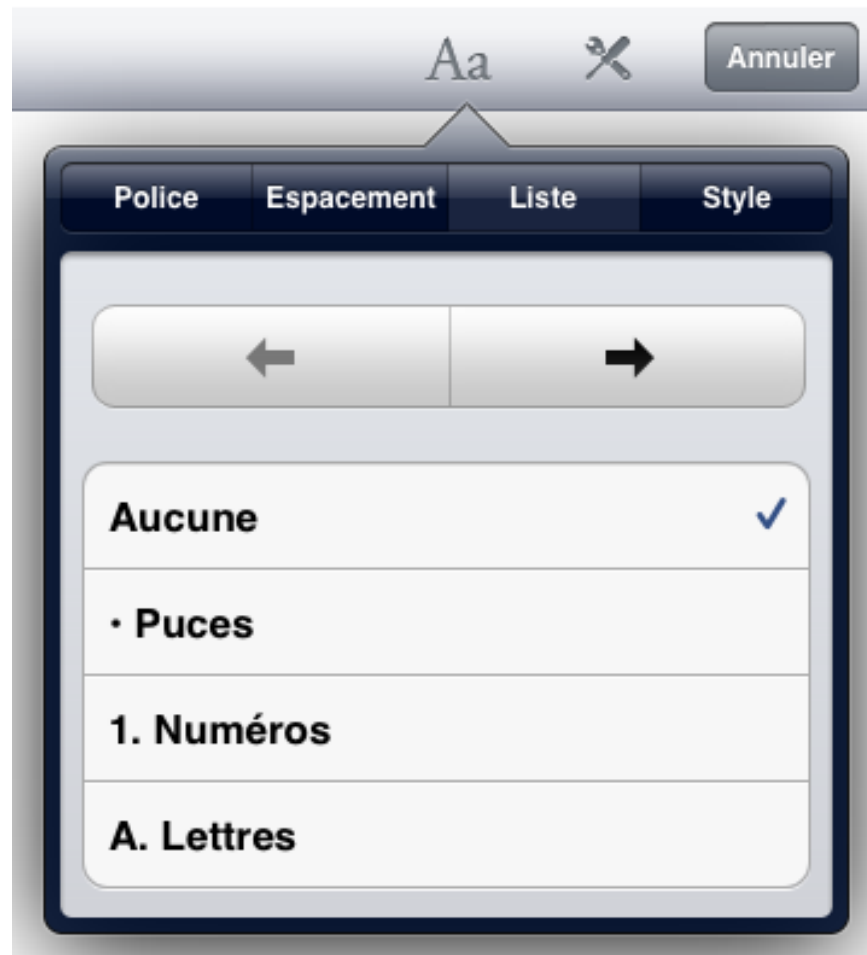 Aa Annuler
Police Espacement Liste Style
Aucune
· Puces
1. Numéros
A. Lettres